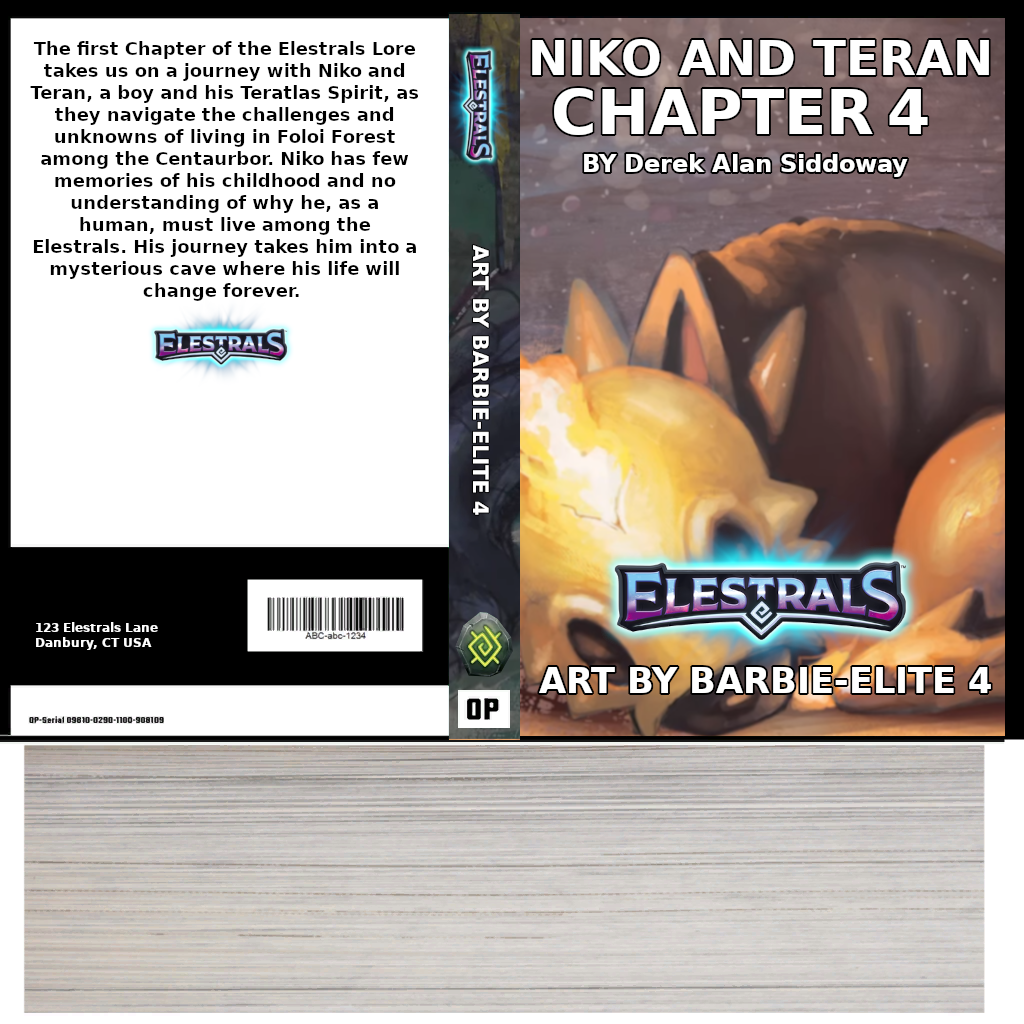 The first Chapter of the Elestrals Lore
takes us on a journey with Niko and
Teran, a boy and his Teratlas Spirit, as
they navigate the challenges and
unknowns of living in Foloi Forest
among the Centaurbor. Niko has few
memories of his childhood and no
understanding of why he, as a
human, must live among the
Elestrals. His journey takes him into a
mysterious cave where his life will
change forever.
ELESTRALS
123 Elestrals Lane
Danbury, CT USA
ABC-abc-1234
OP-Serial 09810-0290-1100-908109
ELESTRALS
ART BY BARBIE-ELITE 4
OP
NIKO AND TERAN
CHAPTER 4
BY Derek Alan Siddoway
ELESTRALS™
ART BY BARBIE-ELITE 4